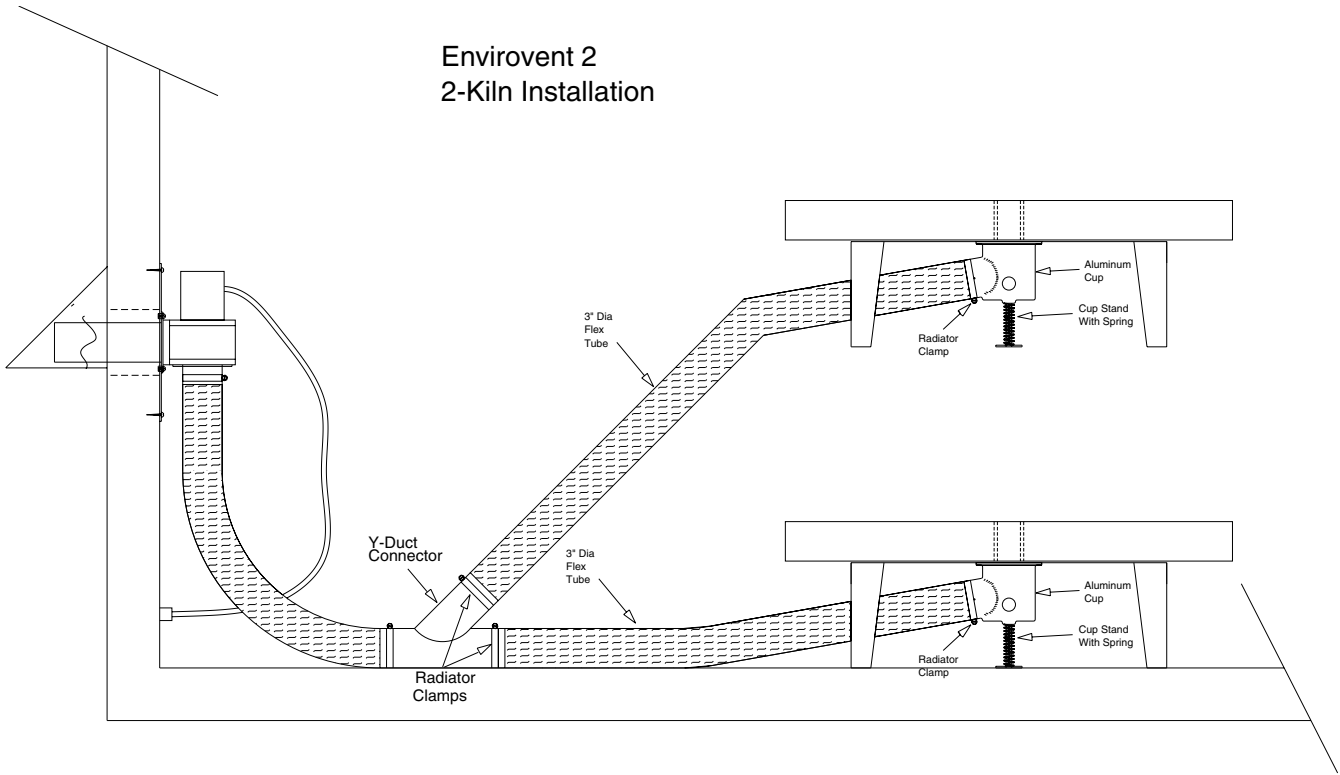 Envirovent 2
2-Kiln Installation
Aluminum
Cup
Cup Stand
With Spring
3" Dia
Flex
Tube
Radiator
Clamp
Y-Duct
Connector
3" Dia
Flex
Tube
Aluminum
Cup
Cup Stand
With Spring
Radiator
Clamp
Radiator
Clamps